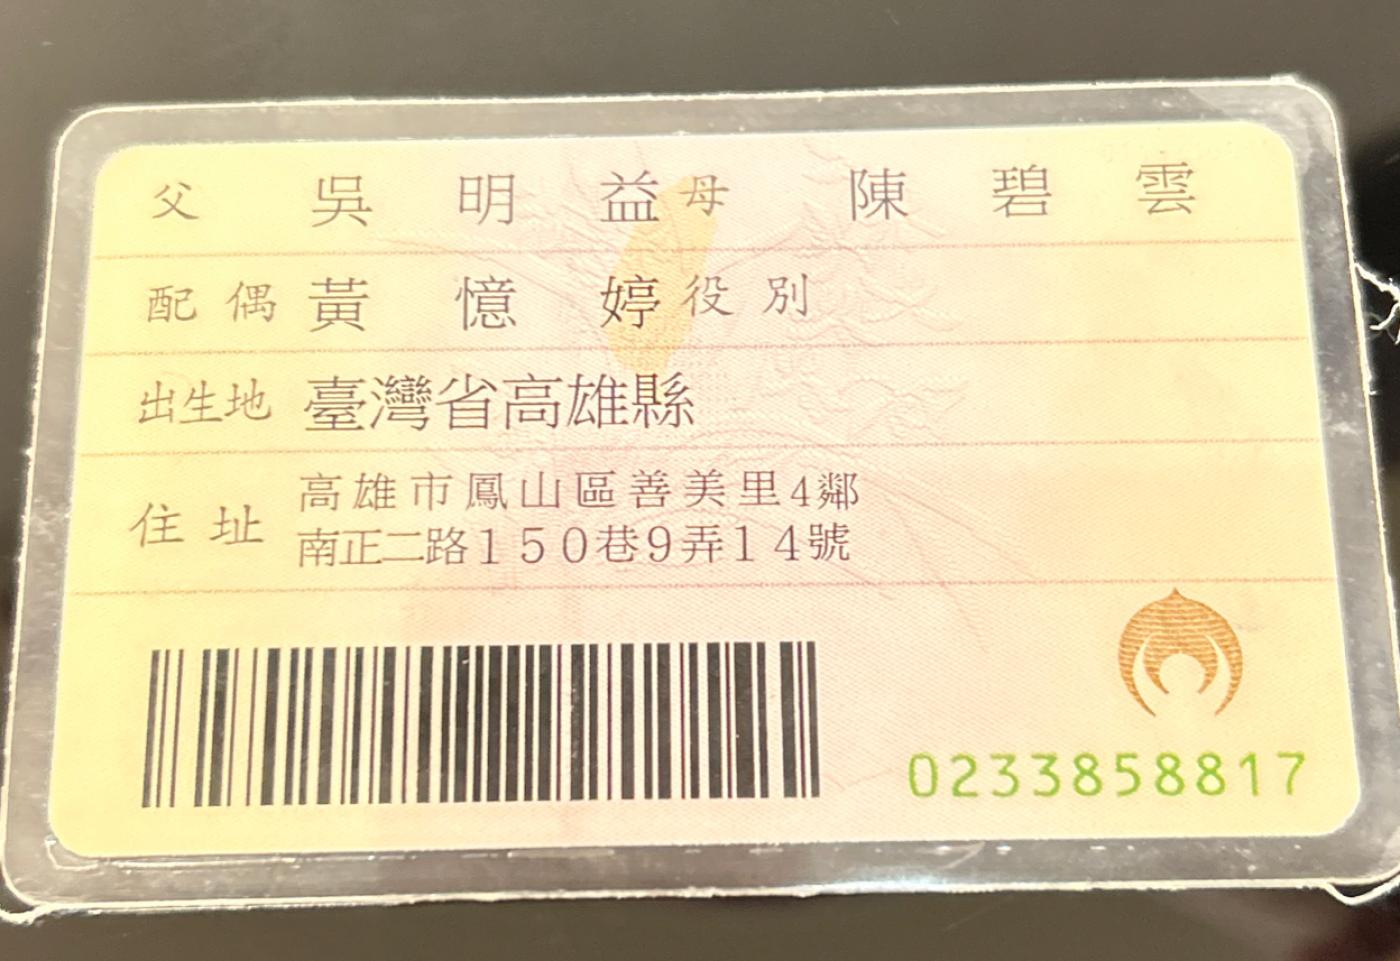 父 吳明益 母 陳碧雲
配偶 黃憶婷 役別
出生地 臺灣省高雄縣
住址 高雄市鳳山區善美里4鄰
南正二路150巷9弄14號
0233858817